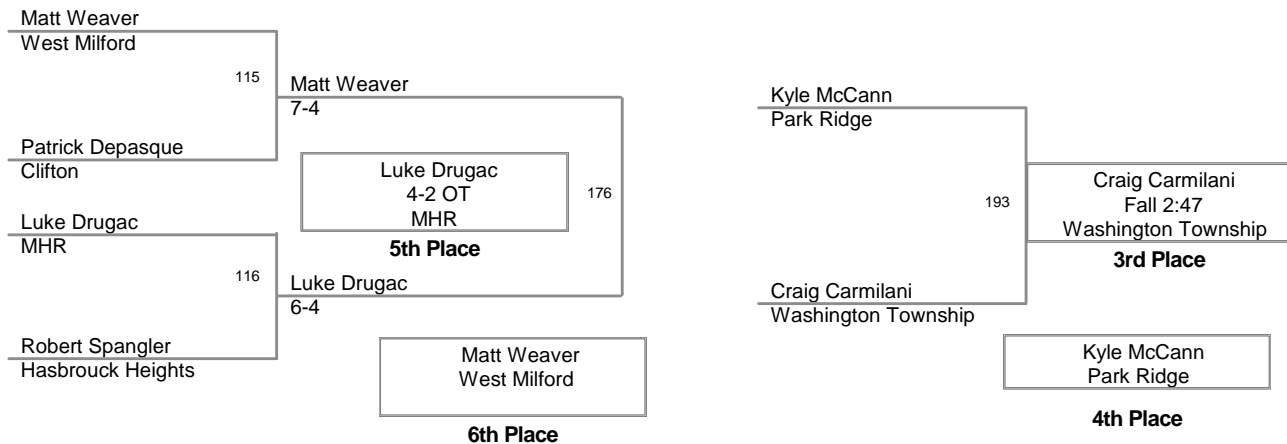 Matt Weaver
West Milford
115
Matt Weaver
7-4
Patrick Depasque
Clifton
Luke Drugac
4-2 OT
MHR
5th Place
176
Luke Drugac
MHR
116
Luke Drugac
6-4
Robert Spangler
Hasbrouck Heights
Matt Weaver
West Milford
6th Place
Kyle McCann
Park Ridge
193
Craig Carmilani
Fall 2:47
Washington Township
3rd Place
Craig Carmilani
Washington Township
Kyle McCann
Park Ridge
4th Place